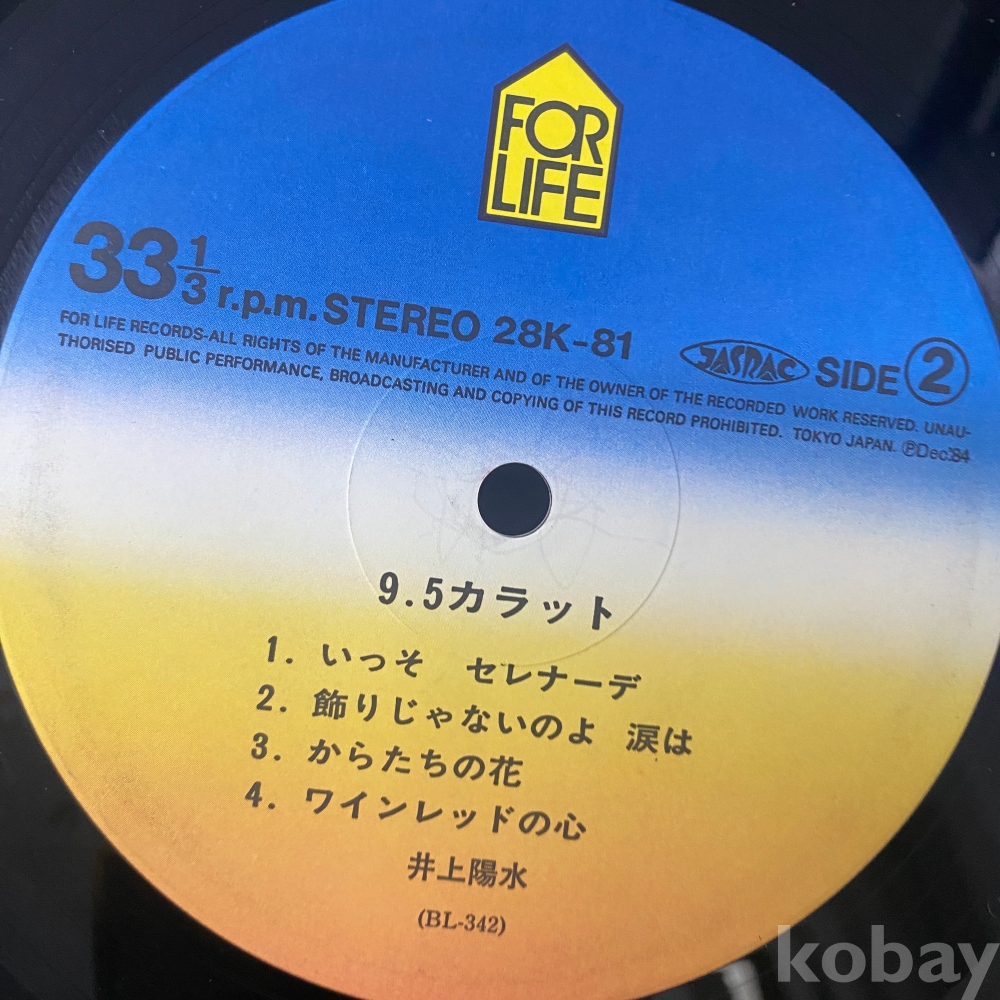 FOR
LIFE
33 1/3 r.p.m. STEREO 28K-81 JASRAC SIDE 2
FOR LIFE RECORDS-ALL RIGHTS OF THE MANUFACTURER AND OF THE OWNER OF THE RECORDED WORK RESERVED. UNAU-
THORISED PUBLIC PERFORMANCE, BROADCASTING AND COPYING OF THIS RECORD PROHIBITED. TOKYO JAPAN. ℗Dec.'84
9.5カラット
1. いっそ セレナーデ
2. 飾りじゃないのよ 涙は
3. からたちの花
4. ワインレッドの心
井上陽水
(BL-342)
kobay